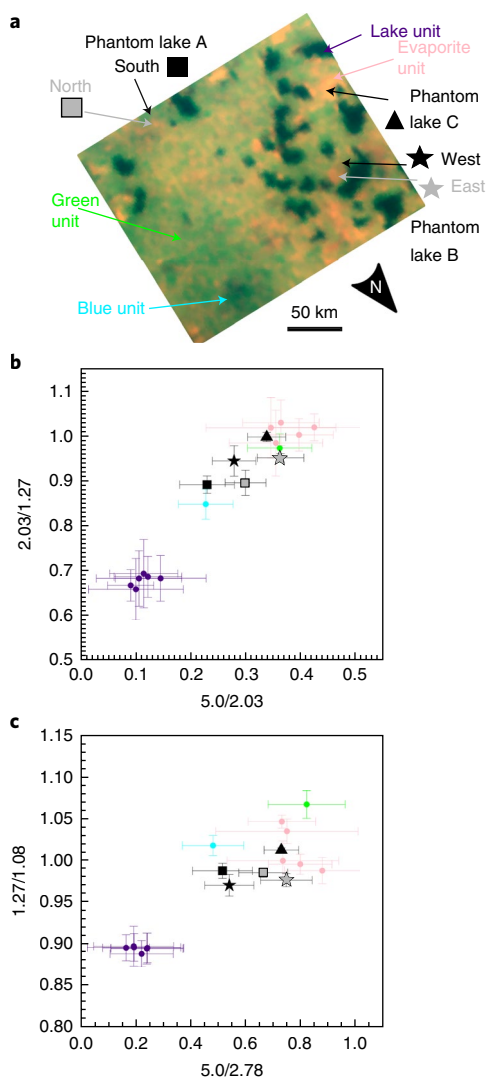 a
Lake unit
Phantom lake A
Evaporite
unit
South
North
Phantom
lake C
West
East
Green
unit
Phantom
lake B
Blue unit
50 km
N
b
1.1
1.0
0.9
0.8
0.7
0.6
0.5
2.03/1.27
0.0 0.1 0.2 0.3 0.4 0.5
5.0/2.03
c
1.15
1.10
1.05
1.00
0.95
0.90
0.85
0.80
1.27/1.08
0.0 0.2 0.4 0.6 0.8 1.0
5.0/2.78